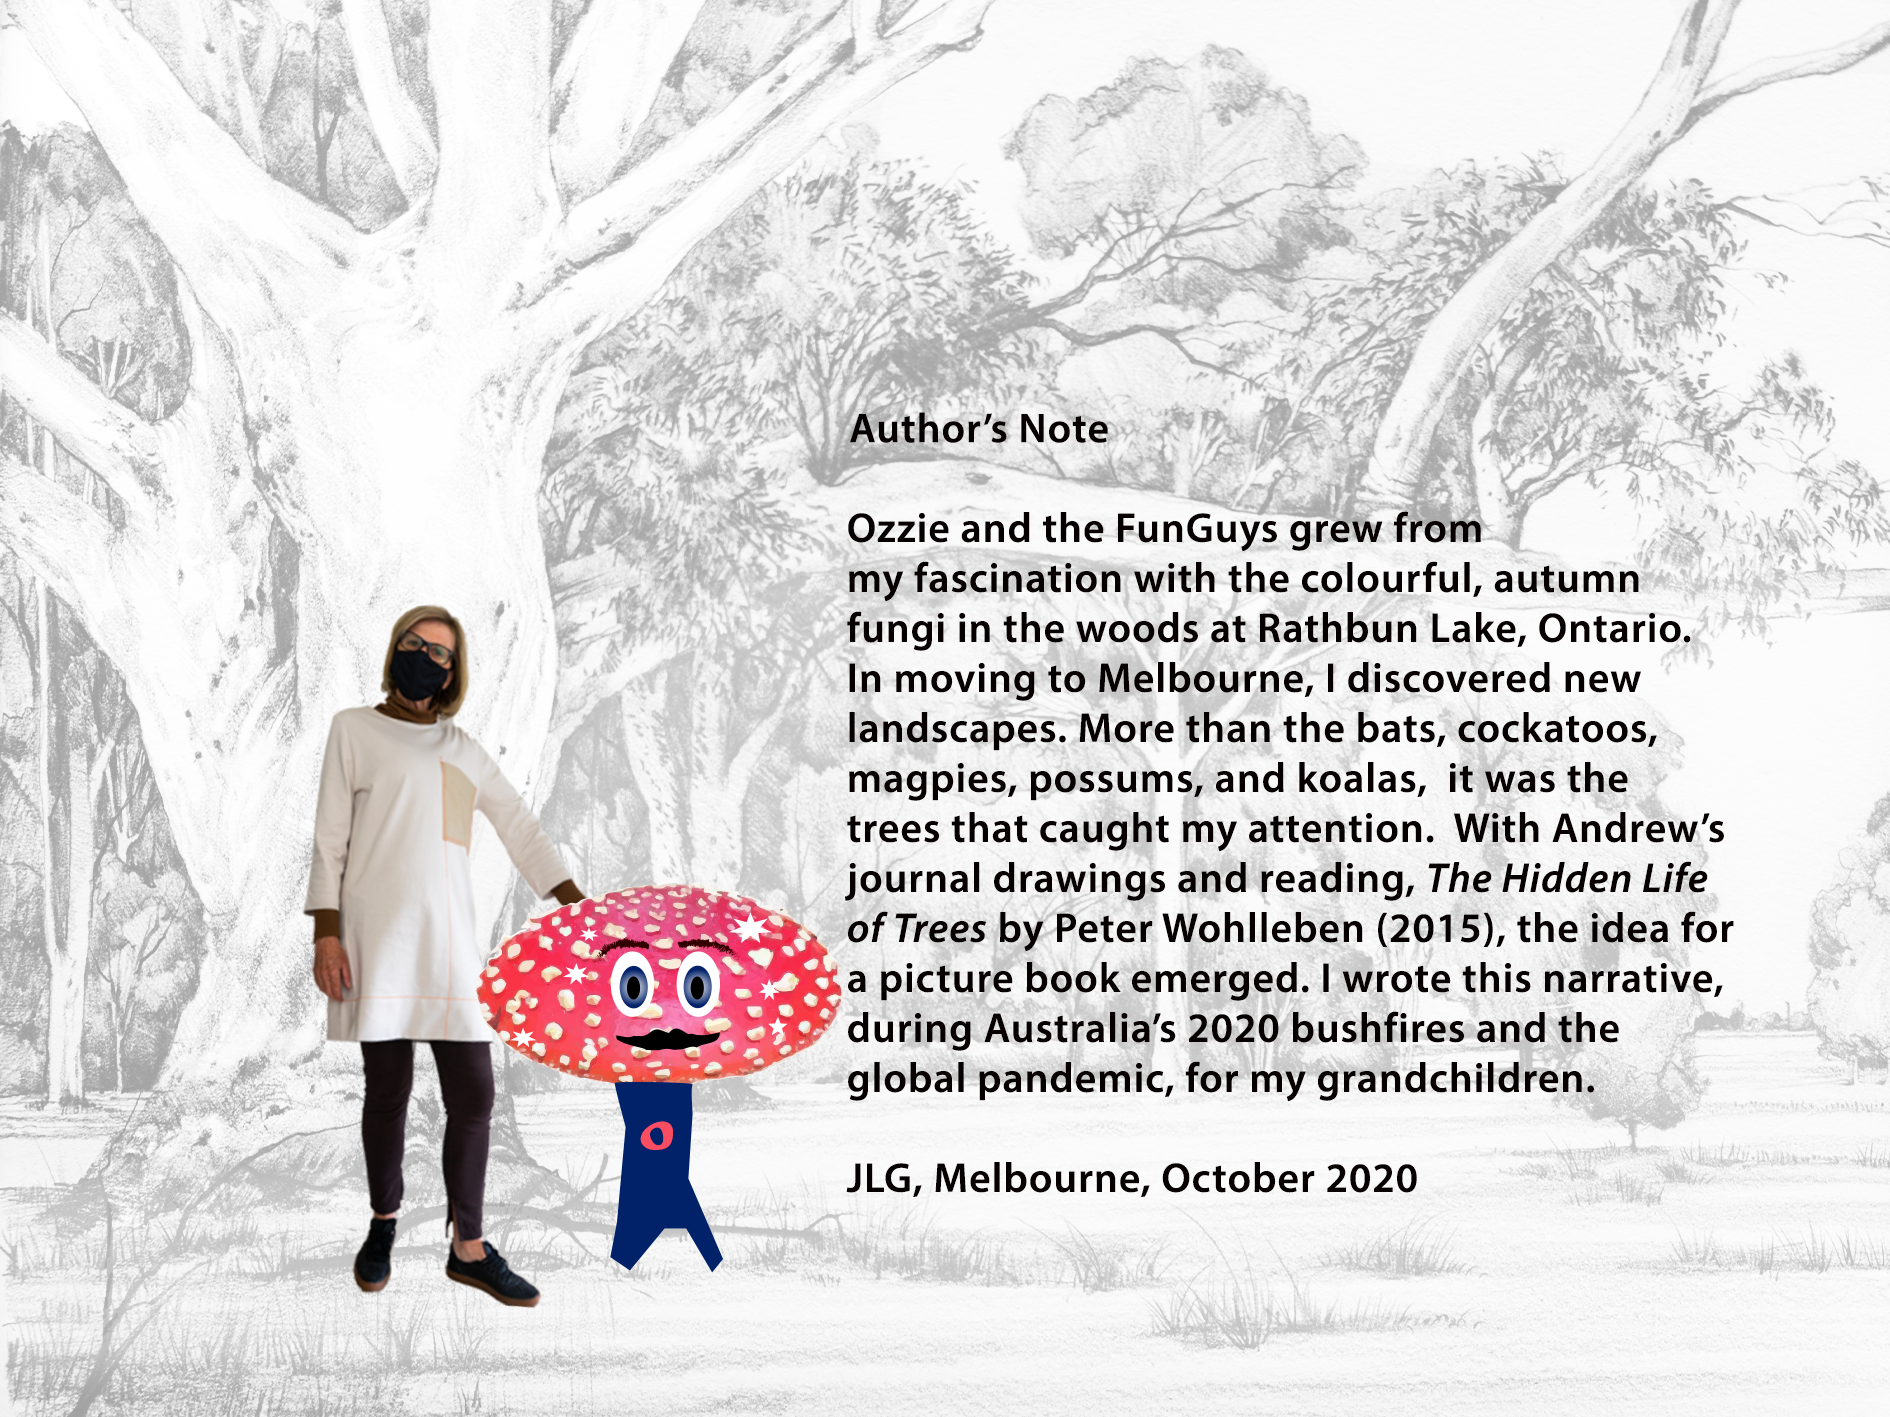 Author’s Note
Ozzie and the FunGuys grew from
my fascination with the colourful, autumn
fungi in the woods at Rathbun Lake, Ontario.
In moving to Melbourne, I discovered new
landscapes. More than the bats, cockatoos,
magpies, possums, and koalas,  it was the
trees that caught my attention.  With Andrew’s
journal drawings and reading, The Hidden Life
of Trees by Peter Wohlleben (2015), the idea for
a picture book emerged. I wrote this narrative,
during Australia’s 2020 bushfires and the
global pandemic, for my grandchildren.
JLG, Melbourne, October 2020
O